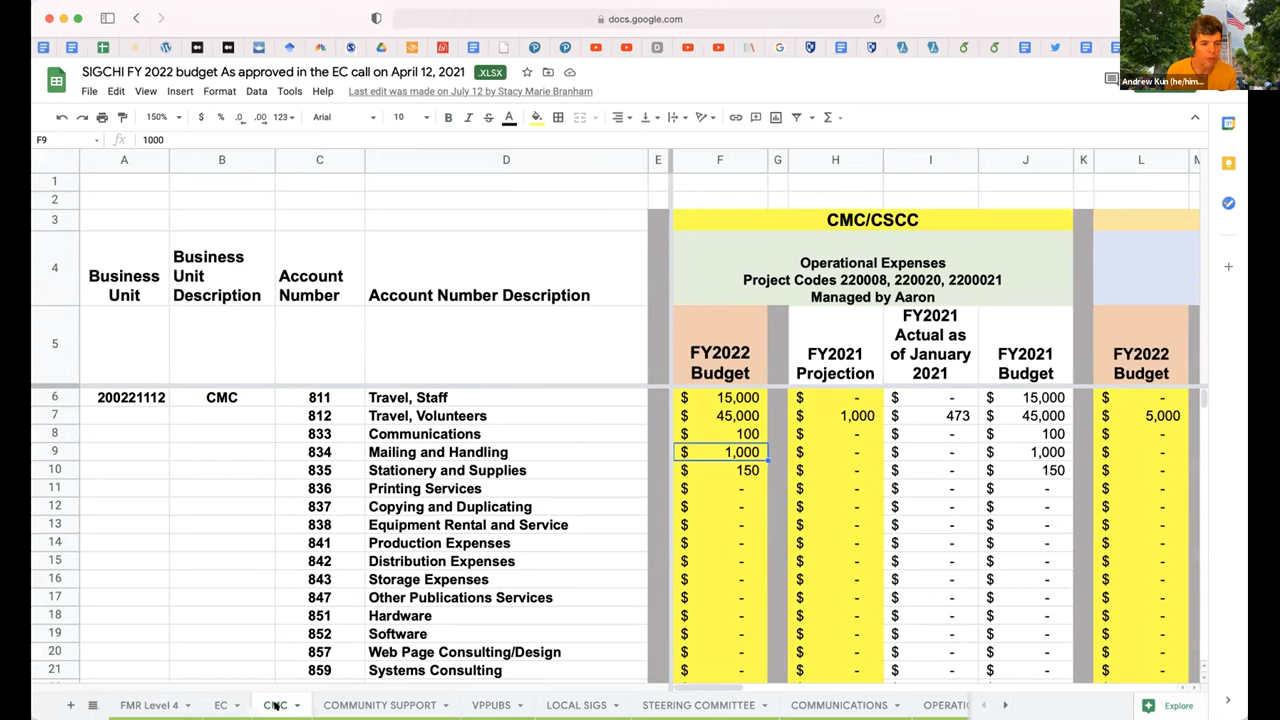 docs.google.com
SIGCHI FY 2022 budget As approved in the EC call on April 12, 2021 .XLSX
File Edit View Insert Format Data Tools Help Last edit was made on July 12 by Stacy Marie Branham
Andrew Kun (he/him...
150% $ % .0 .00 123 Arial 10 B I S A
F9 fx 1000
A B C D E F G H I J K L M
1
2
3 CMC/CSCC
4 Business Unit Business Unit Description Account Number Account Number Description
Operational Expenses
Project Codes 220008, 220020, 2200021
Managed by Aaron
5 FY2022 Budget FY2021 Projection FY2021 Actual as of January 2021 FY2021 Budget FY2022 Budget
6 200221112 CMC 811 Travel, Staff $ 15,000 $ - $ - $ 15,000 $ -
7 812 Travel, Volunteers $ 45,000 $ 1,000 $ 473 $ 45,000 $ 5,000
8 833 Communications $ 100 $ - $ - $ 100 $ -
9 834 Mailing and Handling $ 1,000 $ - $ - $ 1,000 $ -
10 835 Stationery and Supplies $ 150 $ - $ - $ 150 $ -
11 836 Printing Services $ - $ - $ - $ - $ -
12 837 Copying and Duplicating $ - $ - $ - $ - $ -
13 838 Equipment Rental and Service $ - $ - $ - $ - $ -
14 841 Production Expenses $ - $ - $ - $ - $ -
15 842 Distribution Expenses $ - $ - $ - $ - $ -
16 843 Storage Expenses $ - $ - $ - $ - $ -
17 847 Other Publications Services $ - $ - $ - $ - $ -
18 851 Hardware $ - $ - $ - $ - $ -
19 852 Software $ - $ - $ - $ - $ -
20 857 Web Page Consulting/Design $ - $ - $ - $ - $ -
21 859 Systems Consulting $ - $ - $ - $ - $ -
FMR Level 4 EC CMC COMMUNITY SUPPORT VPPUBS LOCAL SIGS STEERING COMMITTEE COMMUNICATIONS OPERATI Explore